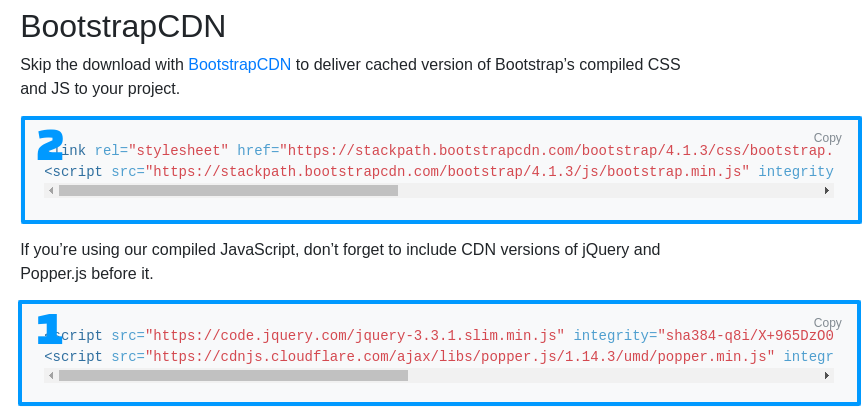 BootstrapCDN
Skip the download with BootstrapCDN to deliver cached version of Bootstrap’s compiled CSS
and JS to your project.
Copy
2
link rel="stylesheet" href="https://stackpath.bootstrapcdn.com/bootstrap/4.1.3/css/bootstrap.
<script src="https://stackpath.bootstrapcdn.com/bootstrap/4.1.3/js/bootstrap.min.js" integrity
If you’re using our compiled JavaScript, don’t forget to include CDN versions of jQuery and
Popper.js before it.
Copy
1
<script src="https://code.jquery.com/jquery-3.3.1.slim.min.js" integrity="sha384-q8i/X+965DzO0
<script src="https://cdnjs.cloudflare.com/ajax/libs/popper.js/1.14.3/umd/popper.min.js" integr